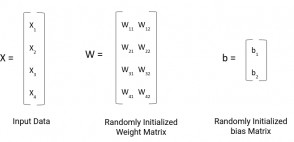 X₁
W₁₁ W₁₂
X₂
W₂₁ W₂₂
b₁
X =
W =
b =
X₃
W₃₁ W₃₂
b₂
X₄
W₄₁ W₄₂
Input Data
Randomly Initialized
Weight Matrix
Randomly Initialized
bias Matrix